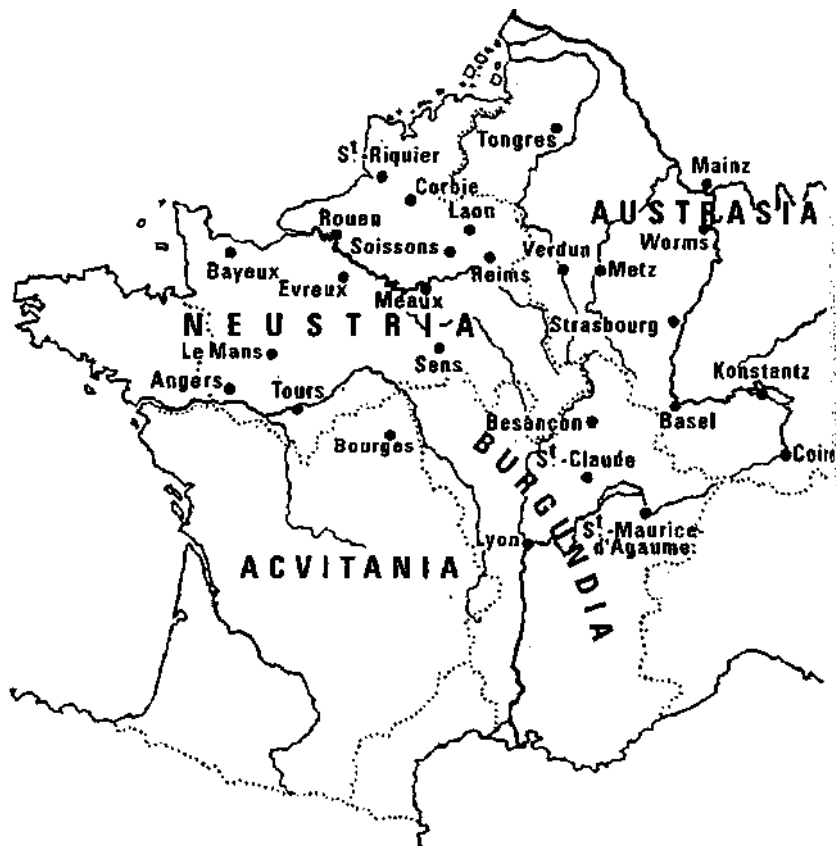 Tongres
St.-Riquier
Mainz
Corbie
AUSTRASIA
Rouen
Laon
Worms
Soissons
Verdun
Bayeux
Reims
Metz
Evreux
Meaux
NEUSTRIA
Strasbourg
Le Mans
Sens
Konstantz
Angers
Tours
Besançon
Basel
Bourges
BURGUNDIA
St.-Claude
Coire
Lyon
St.-Maurice
d'Agaume
ACVITANIA